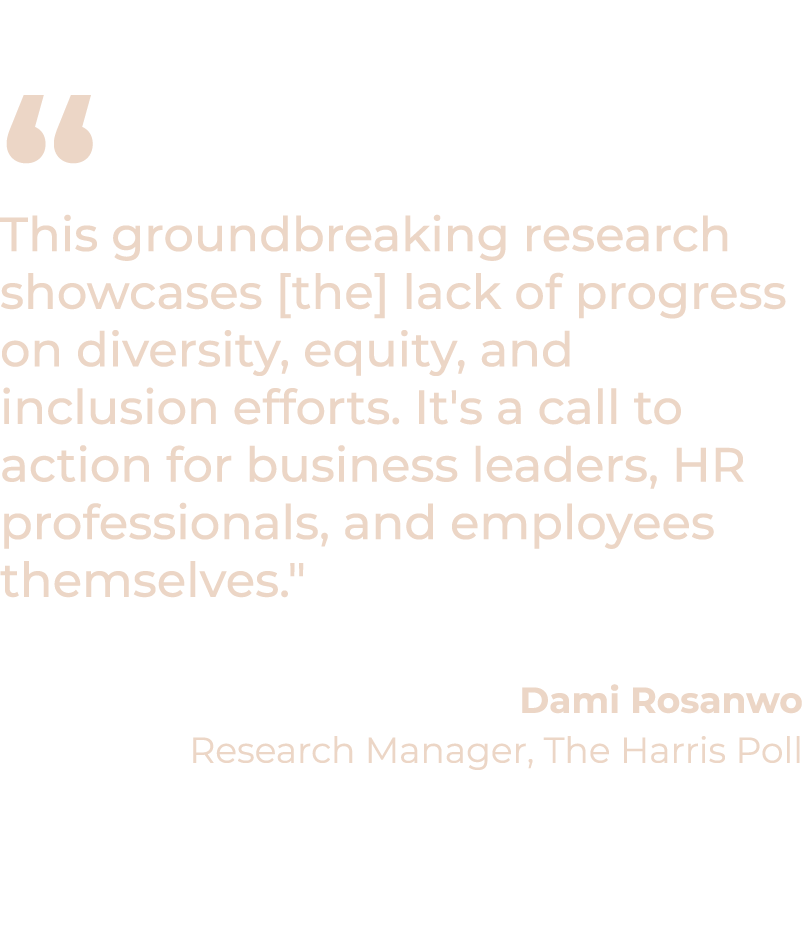 “
This groundbreaking research
showcases [the] lack of progress
on diversity, equity, and
inclusion efforts. It's a call to
action for business leaders, HR
professionals, and employees
themselves."
Dami Rosanwo
Research Manager, The Harris Poll